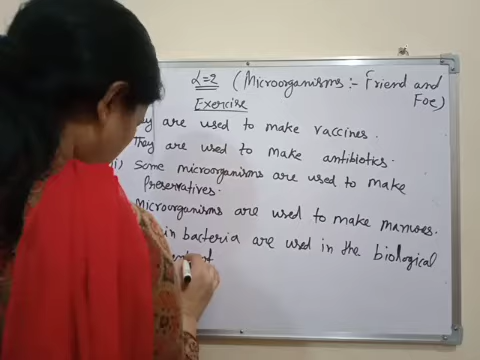 L=2 (Microorganisms :- Friend and
Foe)
Exercise
are used to make vaccines.
They are used to make antibiotics.
Some microorganisms are used to make
Preservatives.
Microorganisms are used to make manures.
in bacteria are used in the biological